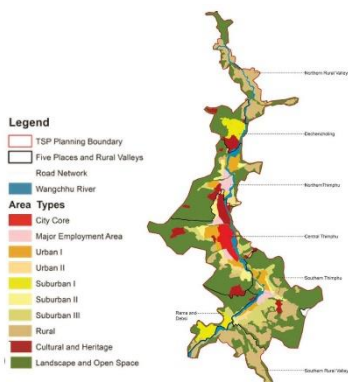 Northern Rural Valley
Dechencholing
Legend
TSP Planning Boundary
Five Places and Rural Valleys
Road Network
Wangchhu River
Northern Thimphu
Area Types
City Core
Major Employment Area
Central Thimphu
Urban I
Urban II
Suburban I
Southern Thimphu
Suburban II
Suburban III
Rama and
Rural
Cultural and Heritage
Landscape and Open Space
Southern Rural Valley